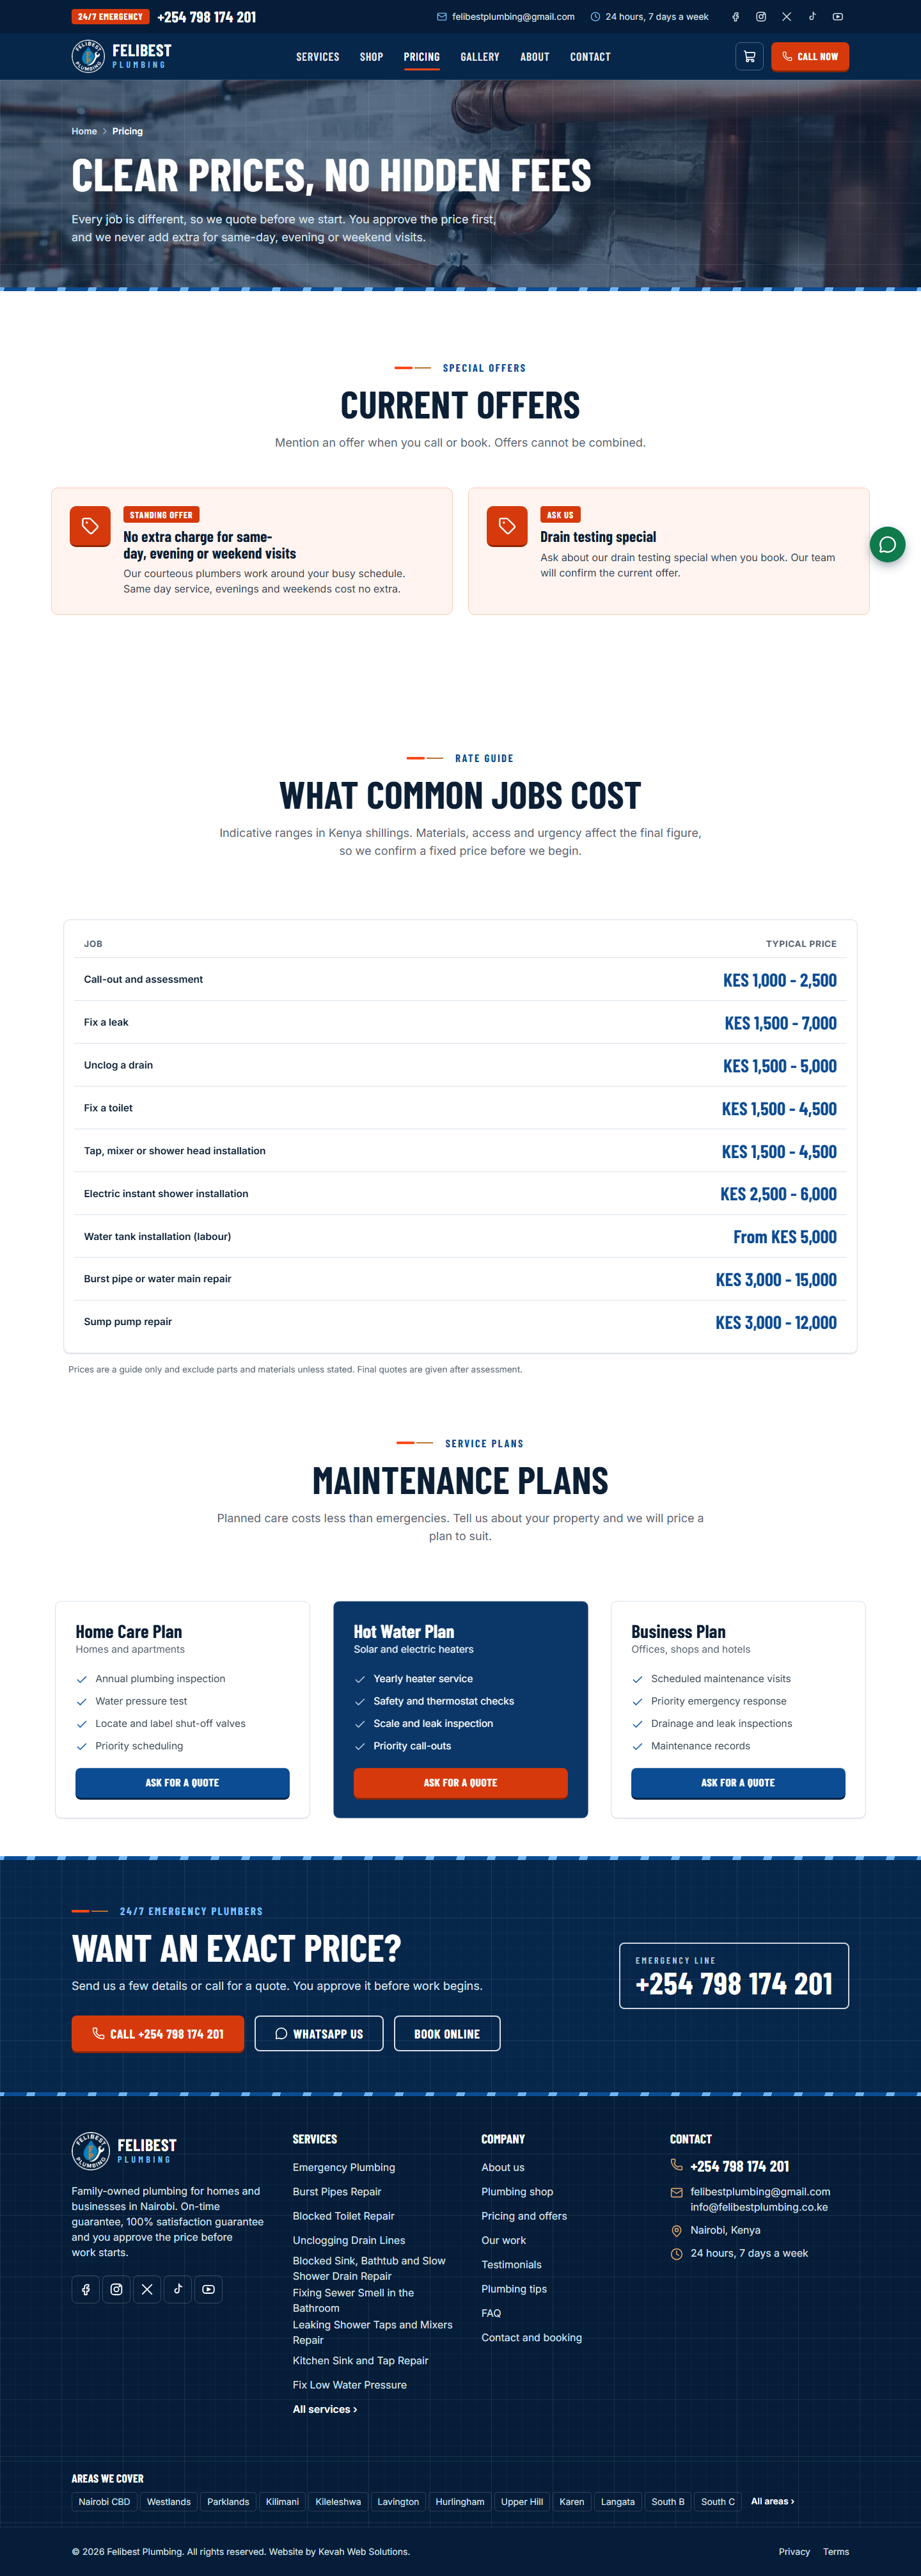 24/7 EMERGENCY +254 798 174 201 felibestplumbing@gmail.com 24 hours, 7 days a week
FELIBEST PLUMBING
FELIBEST
PLUMBING
SERVICES SHOP PRICING GALLERY ABOUT CONTACT
CALL NOW
Home > Pricing
CLEAR PRICES, NO HIDDEN FEES
Every job is different, so we quote before we start. You approve the price first,
and we never add extra for same-day, evening or weekend visits.
SPECIAL OFFERS
CURRENT OFFERS
Mention an offer when you call or book. Offers cannot be combined.
STANDING OFFER
No extra charge for same-
day, evening or weekend visits
Our courteous plumbers work around your busy schedule.
Same day service, evenings and weekends cost no extra.
ASK US
Drain testing special
Ask about our drain testing special when you book. Our team
will confirm the current offer.
RATE GUIDE
WHAT COMMON JOBS COST
Indicative ranges in Kenya shillings. Materials, access and urgency affect the final figure,
so we confirm a fixed price before we begin.
JOB TYPICAL PRICE
Call-out and assessment KES 1,000 - 2,500
Fix a leak KES 1,500 - 7,000
Unclog a drain KES 1,500 - 5,000
Fix a toilet KES 1,500 - 4,500
Tap, mixer or shower head installation KES 1,500 - 4,500
Electric instant shower installation KES 2,500 - 6,000
Water tank installation (labour) From KES 5,000
Burst pipe or water main repair KES 3,000 - 15,000
Sump pump repair KES 3,000 - 12,000
Prices are a guide only and exclude parts and materials unless stated. Final quotes are given after assessment.
SERVICE PLANS
MAINTENANCE PLANS
Planned care costs less than emergencies. Tell us about your property and we will price a
plan to suit.
Home Care Plan
Homes and apartments
Annual plumbing inspection
Water pressure test
Locate and label shut-off valves
Priority scheduling
ASK FOR A QUOTE
Hot Water Plan
Solar and electric heaters
Yearly heater service
Safety and thermostat checks
Scale and leak inspection
Priority call-outs
ASK FOR A QUOTE
Business Plan
Offices, shops and hotels
Scheduled maintenance visits
Priority emergency response
Drainage and leak inspections
Maintenance records
ASK FOR A QUOTE
24/7 EMERGENCY PLUMBERS
WANT AN EXACT PRICE?
Send us a few details or call for a quote. You approve it before work begins.
CALL +254 798 174 201 WHATSAPP US BOOK ONLINE
EMERGENCY LINE
+254 798 174 201
FELIBEST PLUMBING
FELIBEST
PLUMBING
Family-owned plumbing for homes and
businesses in Nairobi. On-time
guarantee, 100% satisfaction guarantee
and you approve the price before
work starts.
SERVICES
Emergency Plumbing
Burst Pipes Repair
Blocked Toilet Repair
Unclogging Drain Lines
Blocked Sink, Bathtub and Slow
Shower Drain Repair
Fixing Sewer Smell in the
Bathroom
Leaking Shower Taps and Mixers
Repair
Kitchen Sink and Tap Repair
Fix Low Water Pressure
All services ›
COMPANY
About us
Plumbing shop
Pricing and offers
Our work
Testimonials
Plumbing tips
FAQ
Contact and booking
CONTACT
+254 798 174 201
felibestplumbing@gmail.com
info@felibestplumbing.co.ke
Nairobi, Kenya
24 hours, 7 days a week
AREAS WE COVER
Nairobi CBD Westlands Parklands Kilimani Kileleshwa Lavington Hurlingham Upper Hill Karen Langata South B South C All areas ›
© 2026 Felibest Plumbing. All rights reserved. Website by Kevah Web Solutions. Privacy Terms